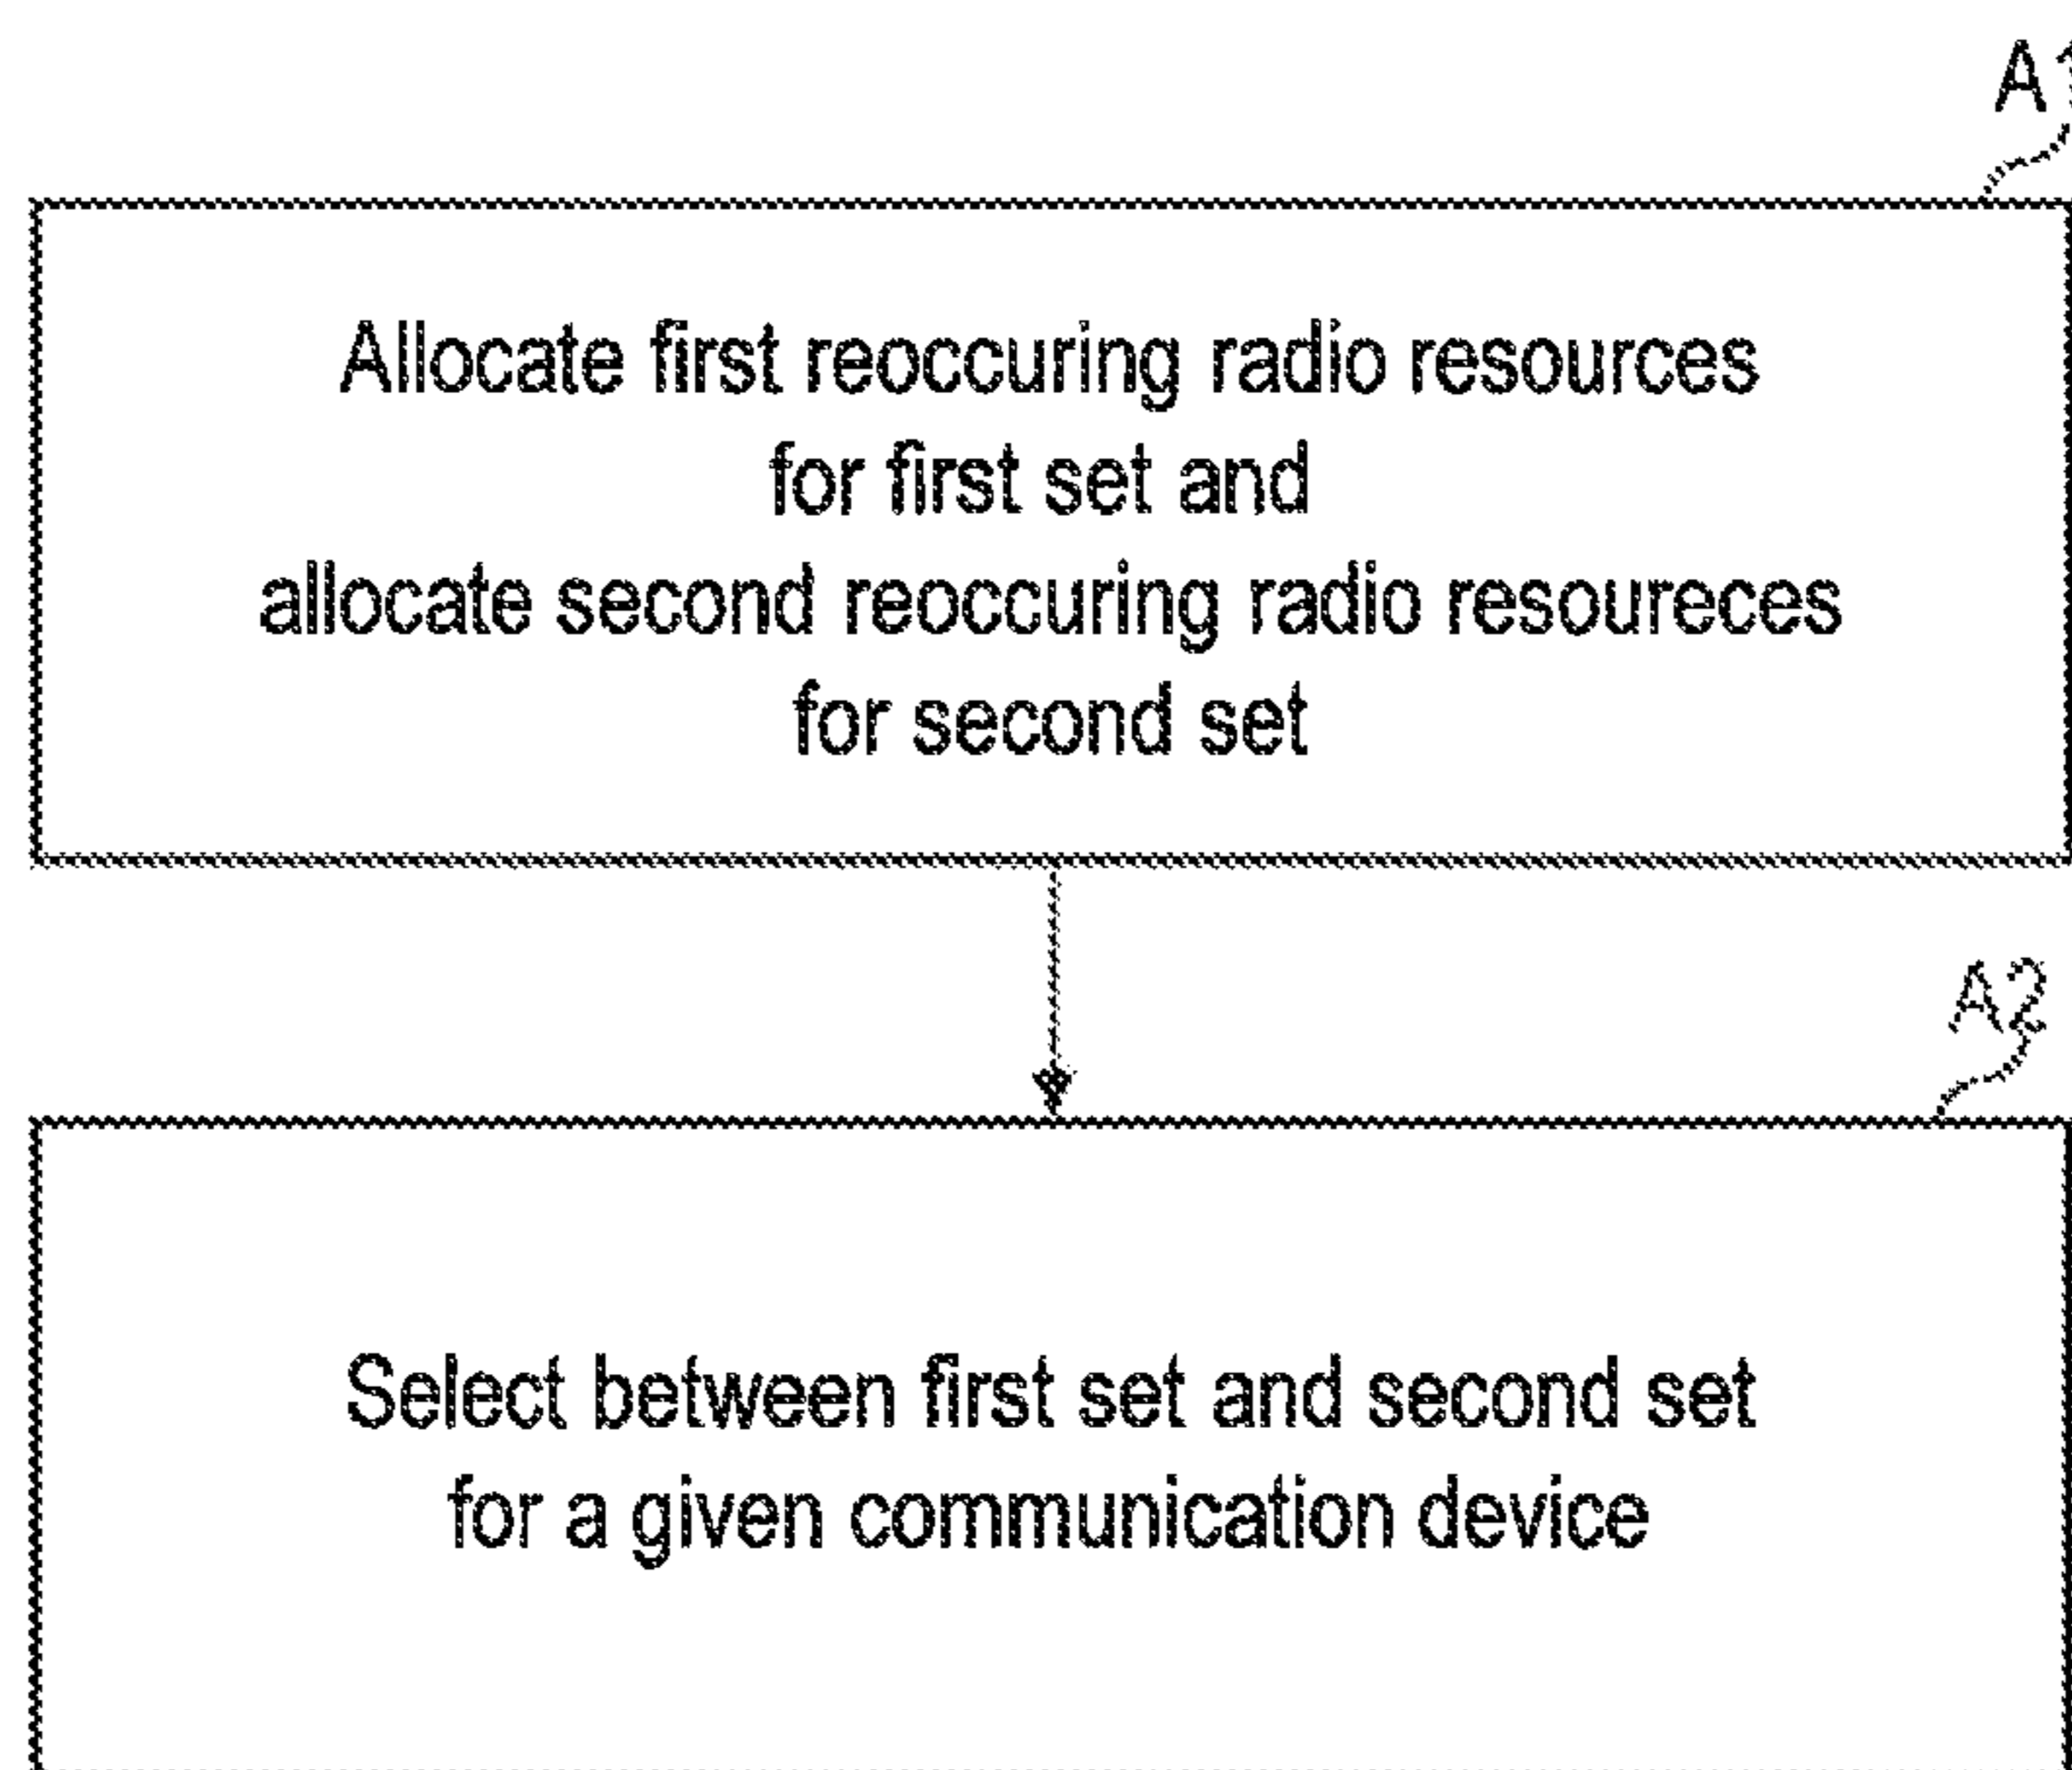 A1
Allocate first reoccuring radio resources
for first set and
allocate second reoccuring radio resoureces
for second set
A2
Select between first set and second set
for a given communication device